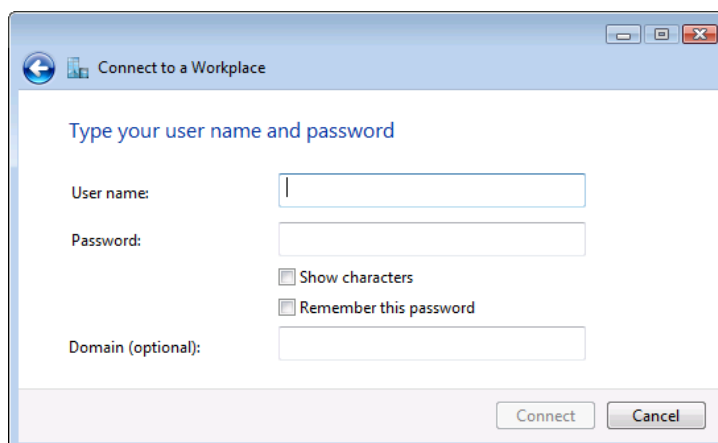 Connect to a Workplace
Type your user name and password
User name:
Password:
Show characters
Remember this password
Domain (optional):
Connect Cancel